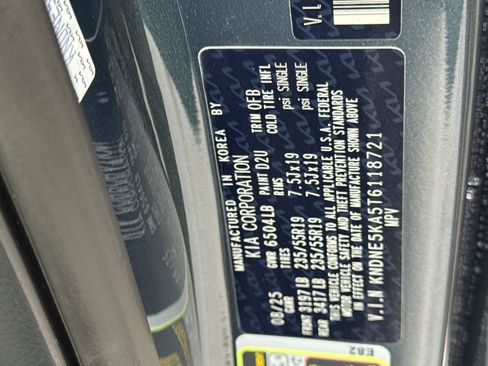 MANUFACTURED IN KOREA BY
KIA CORPORATION
08/25 GVWR 6504LB PAINT D2U TRIM OFB
GAWR TIRES RIMS COLD TIRE INFL
FRONT 3197LB 235/55R19 7.5Jx19 psi SINGLE
REAR 3417LB 235/55R19 7.5Jx19 psi SINGLE
THIS VEHICLE CONFORMS TO ALL APPLICABLE U.S.A. FEDERAL
MOTOR VEHICLE SAFETY AND THEFT PREVENTION STANDARDS
IN EFFECT ON THE DATE OF MANUFACTURE SHOWN ABOVE
V.I.N KNDNE5KA5T6118721
MPV